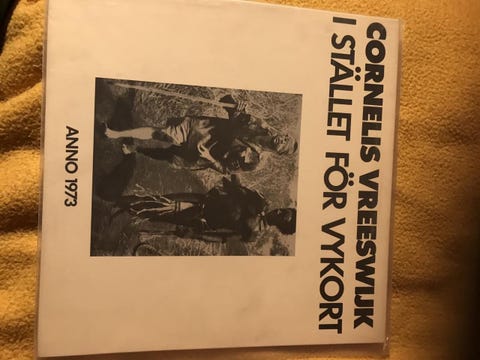 CORNELIS VREESWIJK
I STÄLLET FÖR VYKORT
ANNO 1973